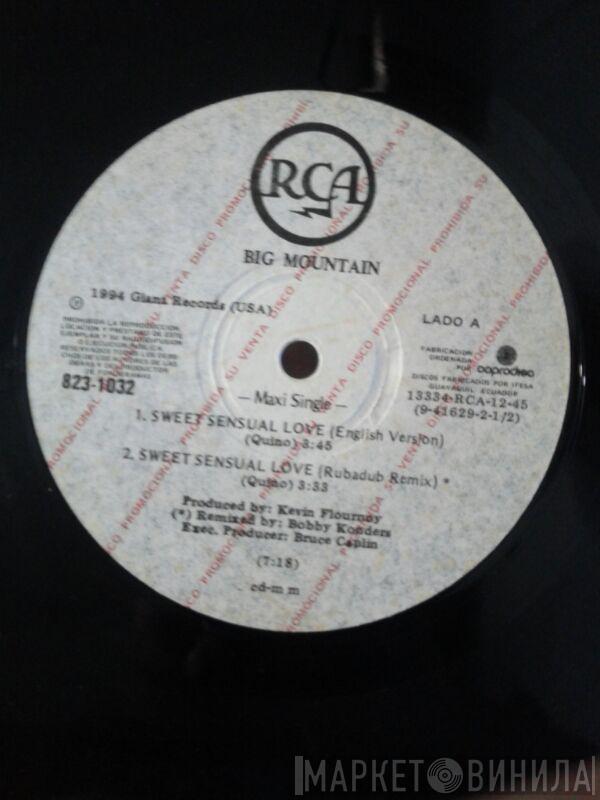 RCA
BIG MOUNTAIN
℗ 1994 Giant Records (USA)
LADO A
PROHIBIDA LA REPRODUCCION,
EJECUCION PUBLICA.
823-1032
FABRICACION
ORDENADA
POR
DISCOS FABRICADOS POR IFESA
GUAYAQUIL ECUADOR
13334-RCA-12-45
(9-41629-2-1/2)
— Maxi Single —
1. SWEET SENSUAL LOVE (English Version)
(Quino) 3:45
2. SWEET SENSUAL LOVE (Rubadub Remix) *
(Quino) 3:33
Produced by: Kevin Flournoy
(*) Remixed by: Bobby Konders
Exec. Producer: Bruce Caplin
(7:18)
cd-m m
DISCO PROMOCIONAL PROHIBIDA SU VENTA
МАРКЕТ ВИНИЛА